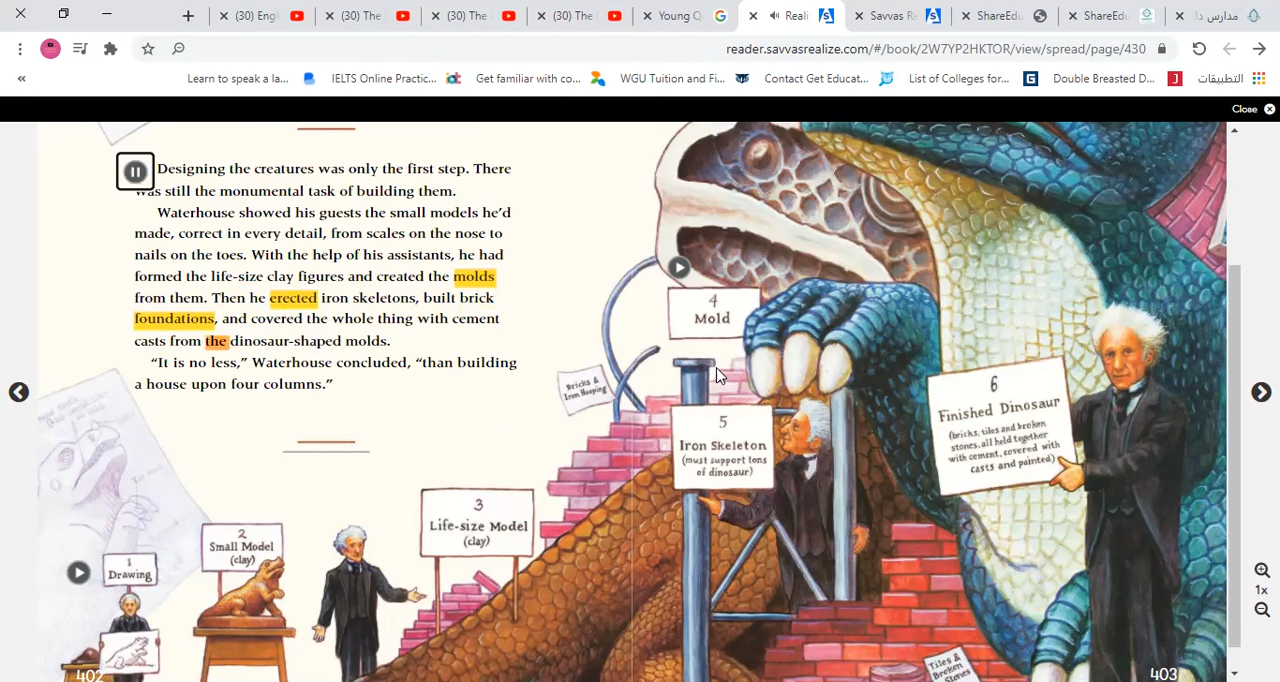 (30) Engl
(30) The
(30) The
(30) The
Young Q
Reali
Savvas Re
ShareEdu
ShareEdu
مدارس دا
reader.savvasrealize.com/#/book/2W7YP2HKTOR/view/spread/page/430
Learn to speak a la...
IELTS Online Practic...
Get familiar with co...
WGU Tuition and Fi...
Contact Get Educat...
List of Colleges for...
Double Breasted D...
التطبيقات
Close
Designing the creatures was only the first step. There
was still the monumental task of building them.
Waterhouse showed his guests the small models he'd
made, correct in every detail, from scales on the nose to
nails on the toes. With the help of his assistants, he had
formed the life-size clay figures and created the molds
from them. Then he erected iron skeletons, built brick
foundations, and covered the whole thing with cement
casts from the dinosaur-shaped molds.
“It is no less,” Waterhouse concluded, “than building
a house upon four columns.”
1
Drawing
2
Small Model
(clay)
3
Life-size Model
(clay)
Bricks &
Iron Hooping
4
Mold
5
Iron Skeleton
(must support tons
of dinosaur)
6
Finished Dinosaur
(bricks, tiles and broken
stones, all held together
with cement, covered with
casts and painted)
Tiles &
Broken
Stones
402
403
1x